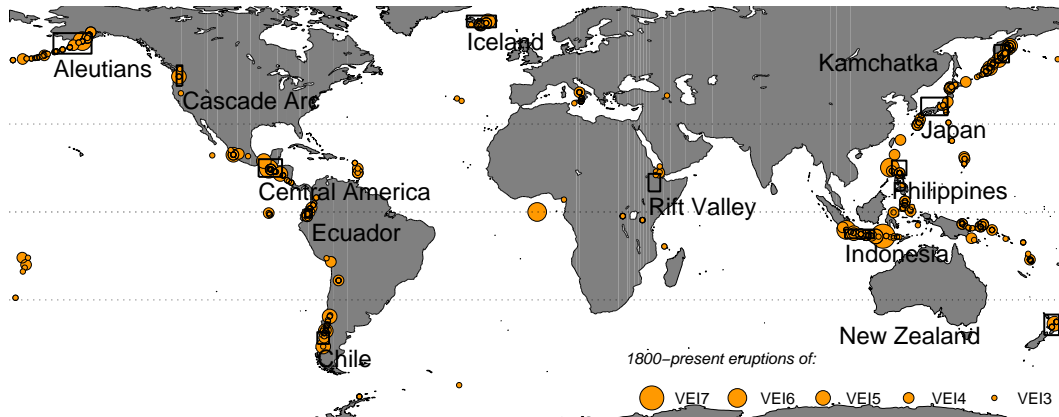 Iceland
Aleutians
Kamchatka
Cascade Arc
Japan
Central America
Philippines
Rift Valley
Ecuador
Indonesia
New Zealand
Chile
1800−present eruptions of:
VEI7 VEI6 VEI5 VEI4 VEI3